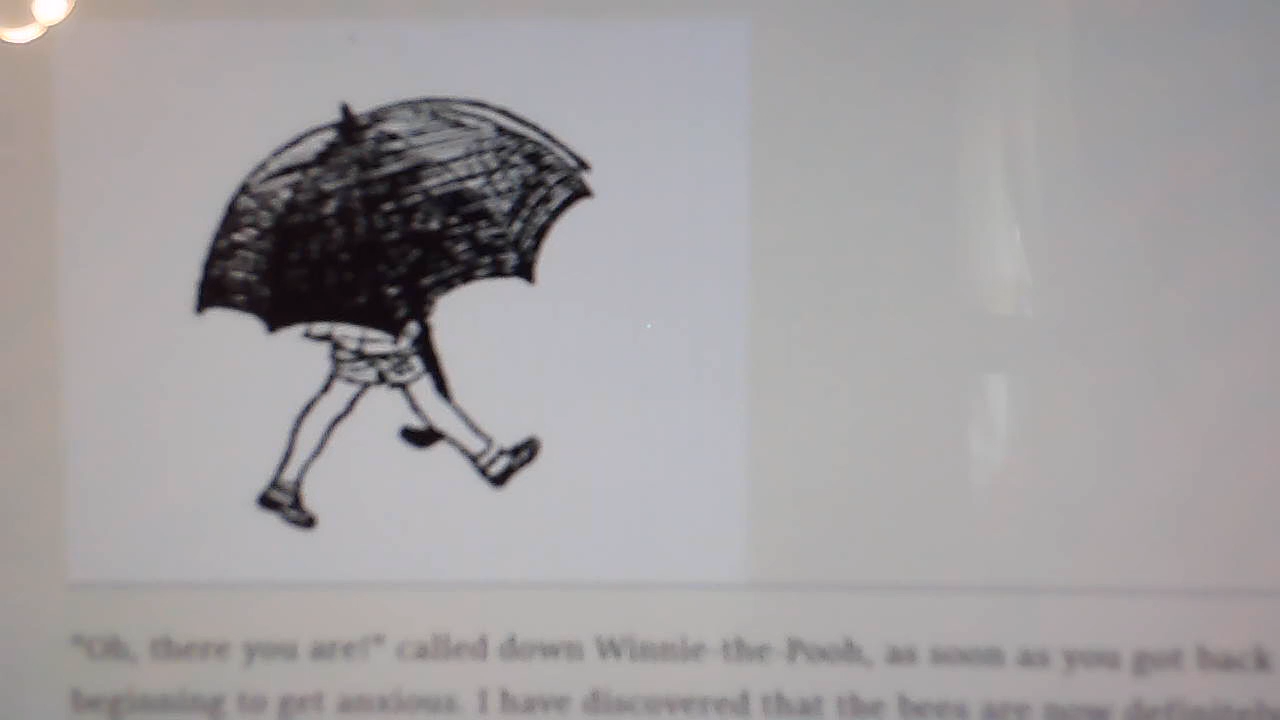 "Oh, there you are!" called down Winnie-the-Pooh, as soon as you got back
beginning to get anxious. I have discovered that the bees are now definitely